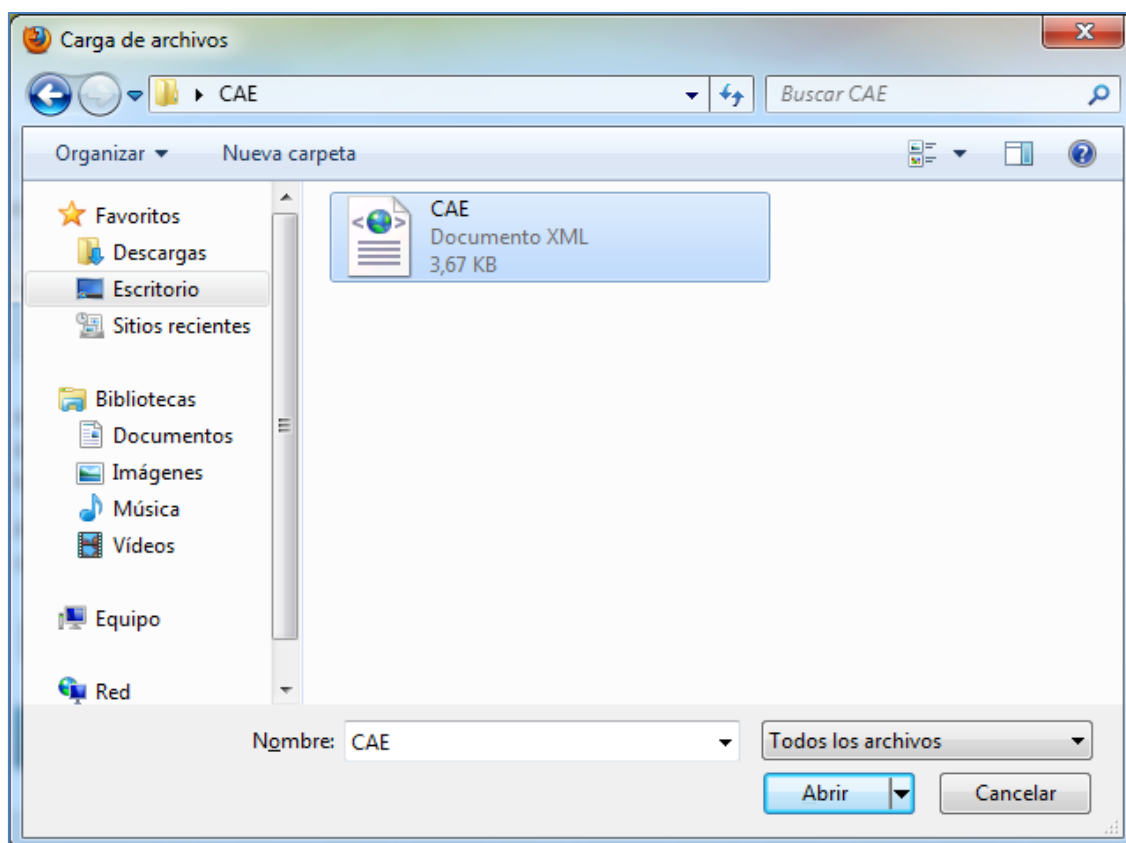 Carga de archivos
CAE
Buscar CAE
Organizar
Nueva carpeta
Favoritos
Descargas
Escritorio
Sitios recientes
Bibliotecas
Documentos
Imágenes
Música
Vídeos
Equipo
Red
CAE
Documento XML
3,67 KB
Nombre: CAE
Todos los archivos
Abrir
Cancelar